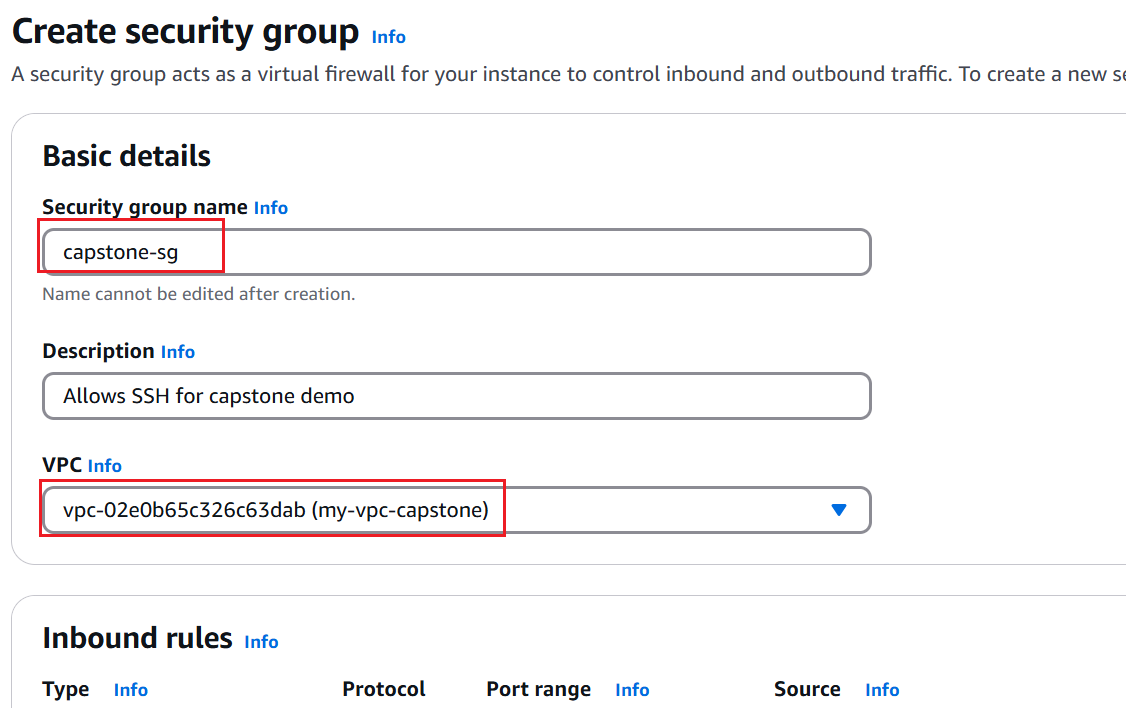 Create security group Info
A security group acts as a virtual firewall for your instance to control inbound and outbound traffic. To create a new
Basic details
Security group name Info
capstone-sg
Name cannot be edited after creation.
Description Info
Allows SSH for capstone demo
VPC Info
vpc-02e0b65c326c63dab (my-vpc-capstone)
Inbound rules Info
Type Info Protocol Port range Info Source Info